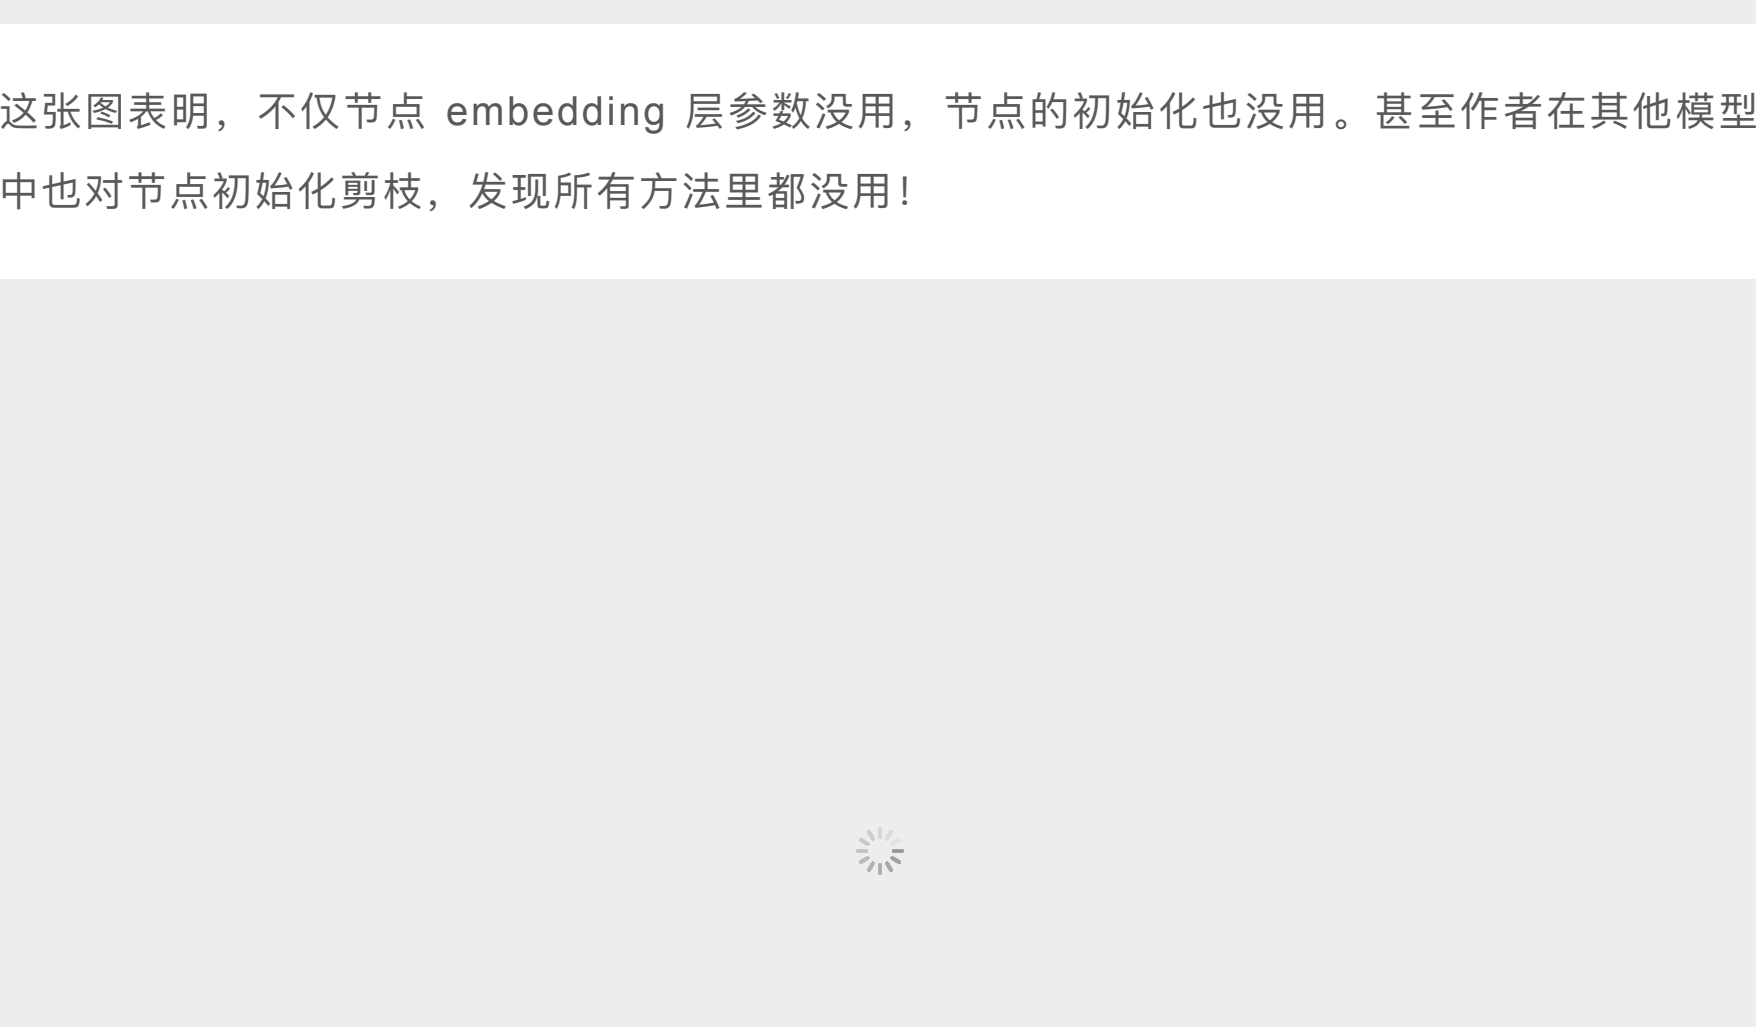 这张图表明，不仅节点 embedding 层参数没用，节点的初始化也没用。甚至作者在其他模型
中也对节点初始化剪枝，发现所有方法里都没用！